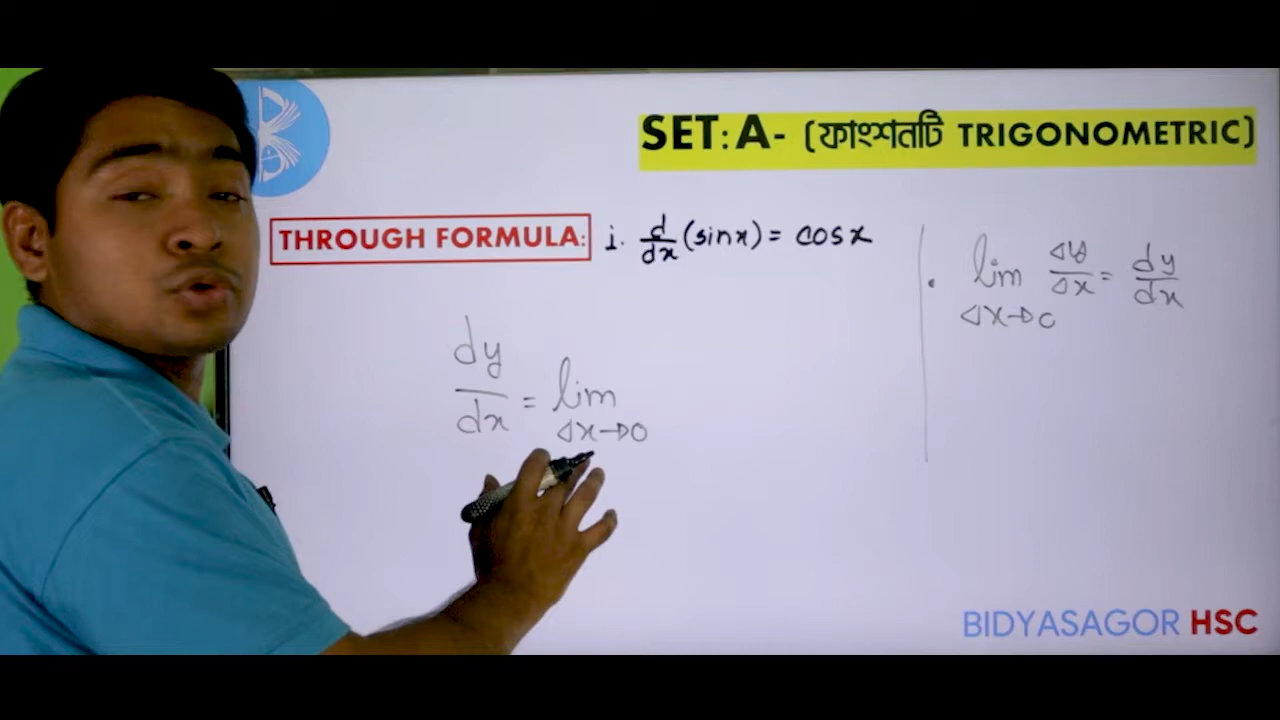 SET: A- (ফাংশনটি TRIGONOMETRIC)
THROUGH FORMULA: i. d/dx (sinx) = cosx
lim Δx→0 Δy/Δx = dy/dx
dy/dx = lim Δx→0
BIDYASAGOR HSC